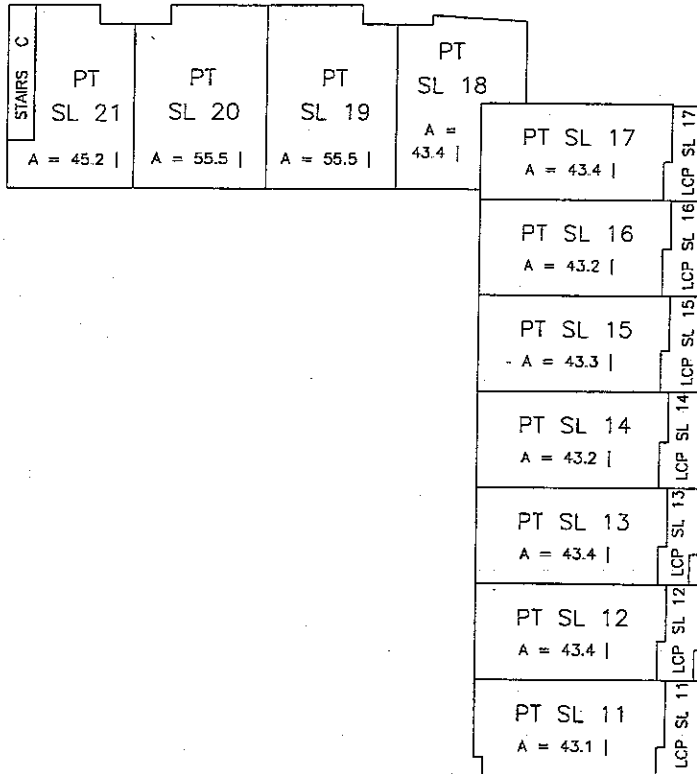 STAIRS C
PT
SL 21
A = 45.2 |
PT
SL 20
A = 55.5 |
PT
SL 19
A = 55.5 |
PT
SL 18
A =
43.4 |
PT SL 17
A = 43.4 |
LCP SL 17
PT SL 16
A = 43.2 |
LCP SL 16
PT SL 15
A = 43.3 |
LCP SL 15
PT SL 14
A = 43.2 |
LCP SL 14
PT SL 13
A = 43.4 |
LCP SL 13
PT SL 12
A = 43.4 |
LCP SL 12
PT SL 11
A = 43.1 |
LCP SL 11